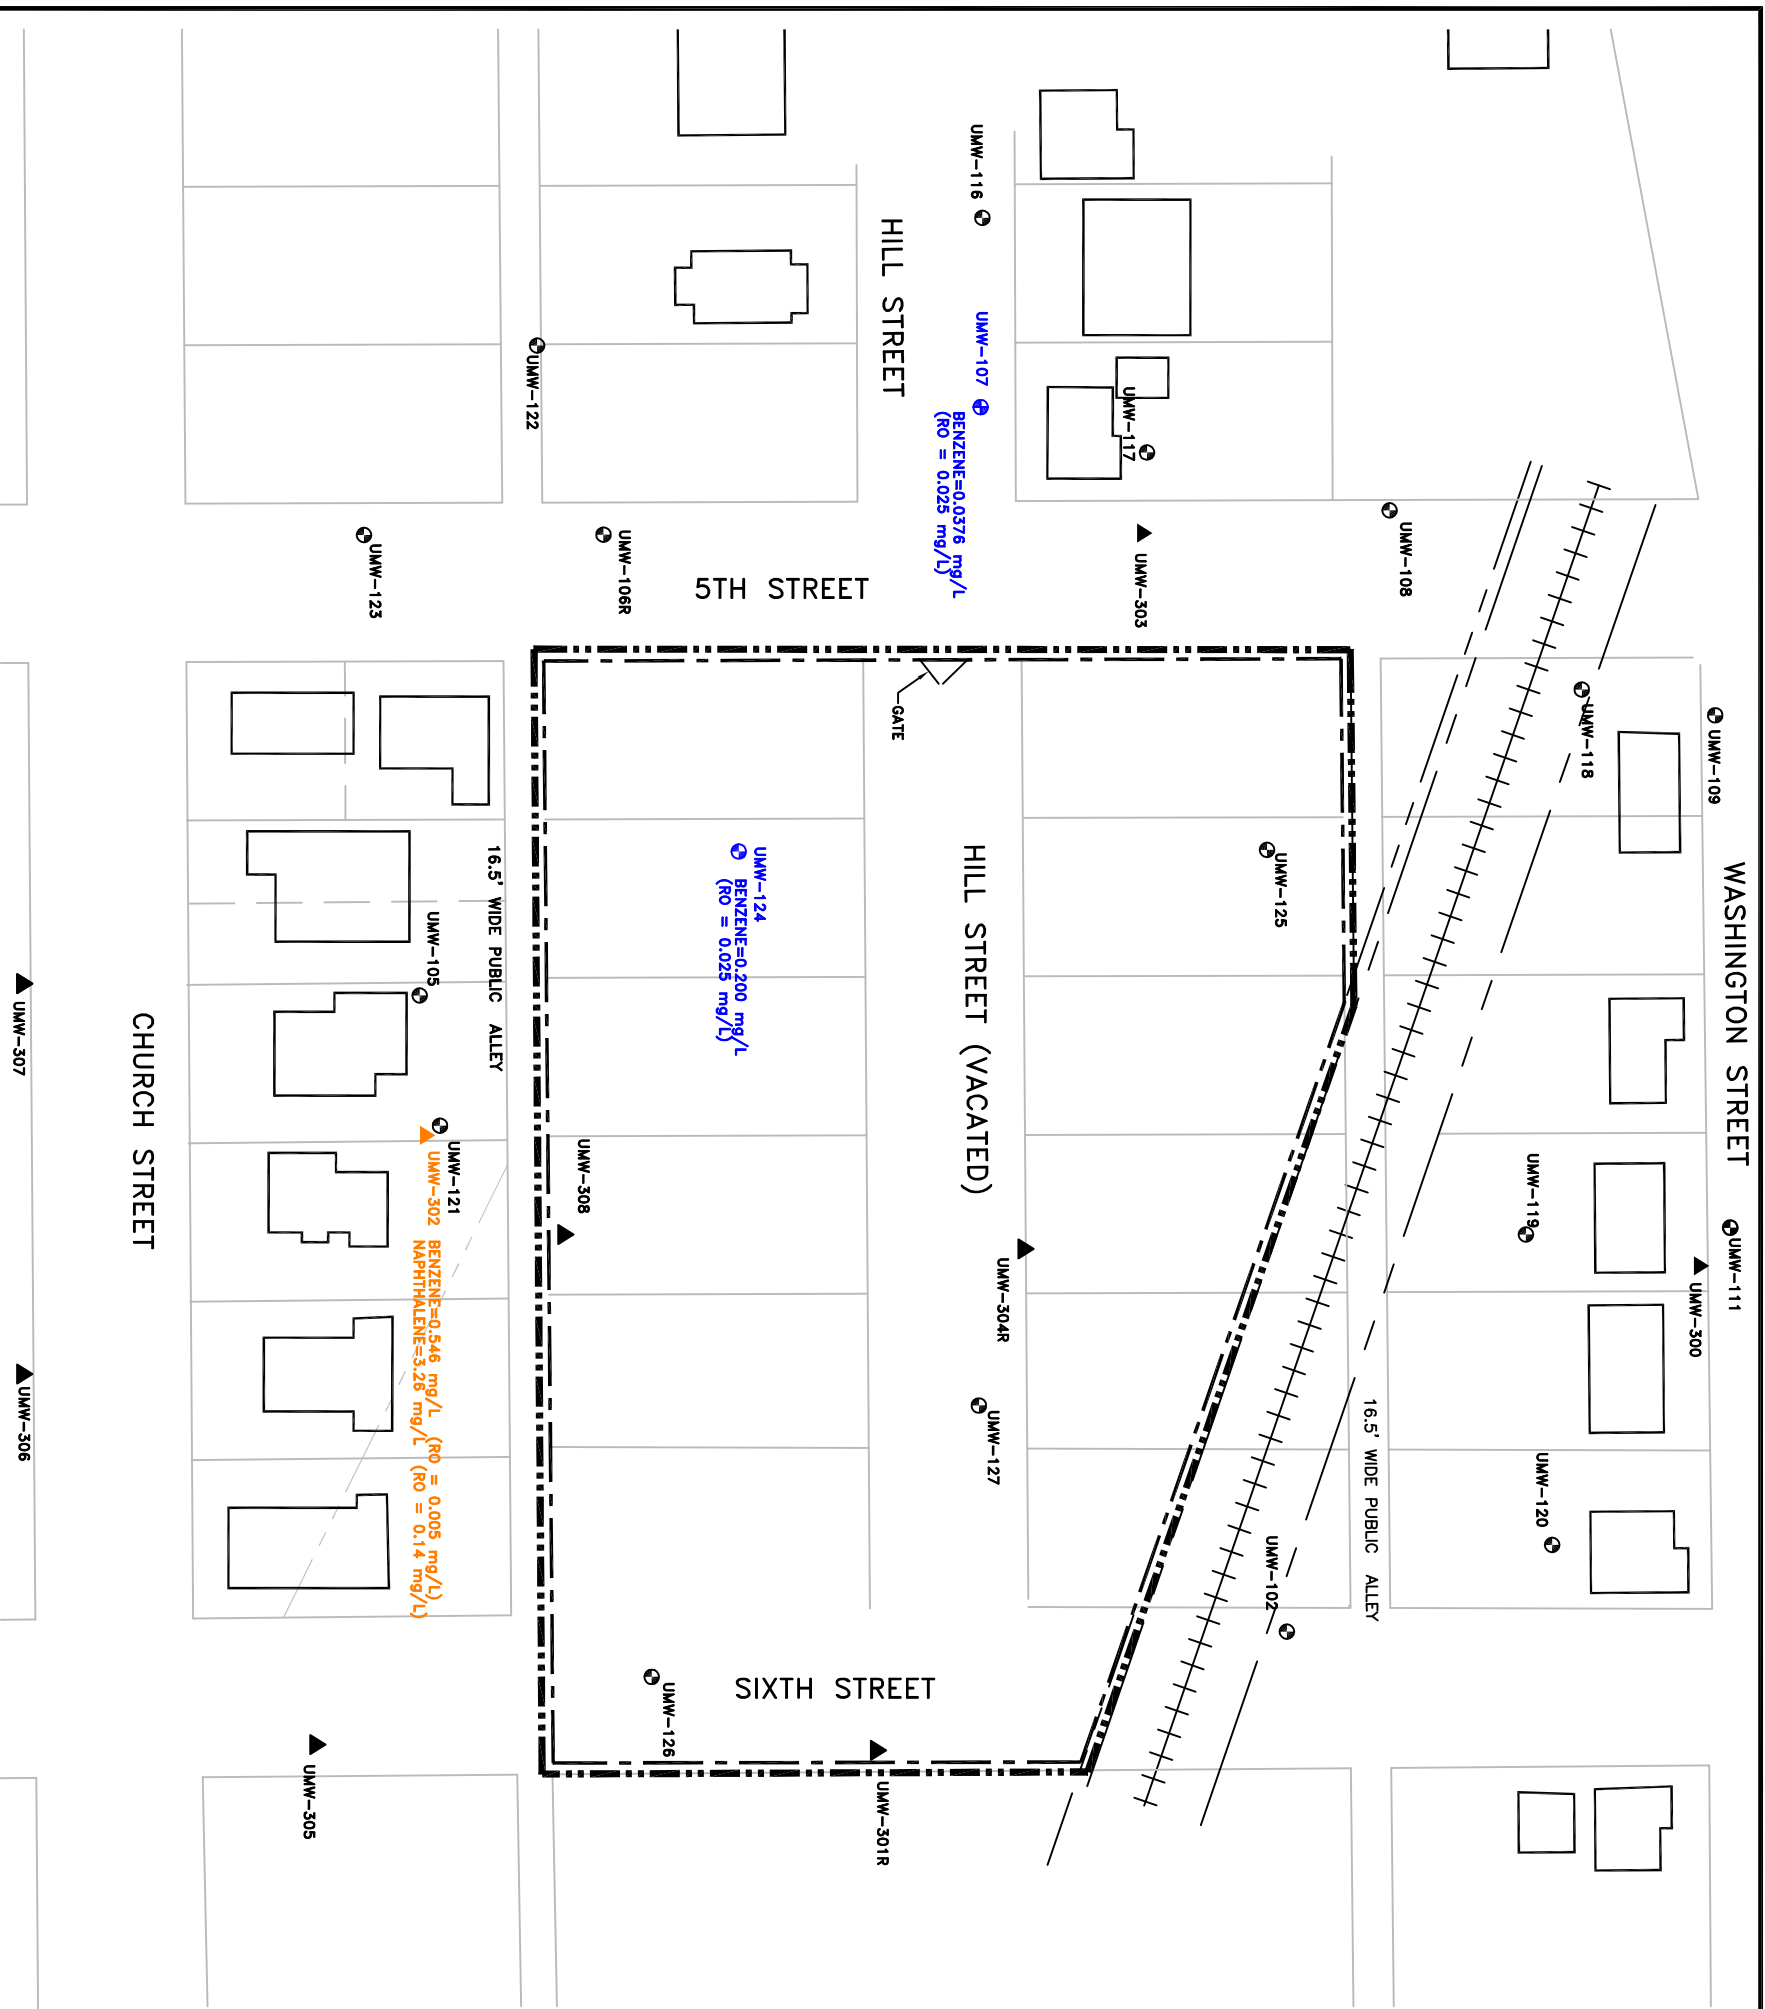 UMW-116
HILL STREET
UMW-107
BENZENE=0.0376 mg/L
(RO = 0.025 mg/L)
UMW-117
UMW-122
UMW-123
UMW-106R
5TH STREET
UMW-303
UMW-108
GATE
UMW-118
UMW-109
WASHINGTON STREET
UMW-125
UMW-124
BENZENE=0.200 mg/L
(RO = 0.025 mg/L)
HILL STREET (VACATED)
16.5' WIDE PUBLIC ALLEY
UMW-105
UMW-307
CHURCH STREET
UMW-121
UMW-302 BENZENE=0.546 mg/L (RO = 0.005 mg/L)
NAPHTHALENE=3.26 mg/L (RO = 0.14 mg/L)
UMW-308
UMW-304R
UMW-119
UMW-111
UMW-300
UMW-306
UMW-127
16.5' WIDE PUBLIC ALLEY
UMW-120
UMW-102
SIXTH STREET
UMW-126
UMW-305
UMW-301R